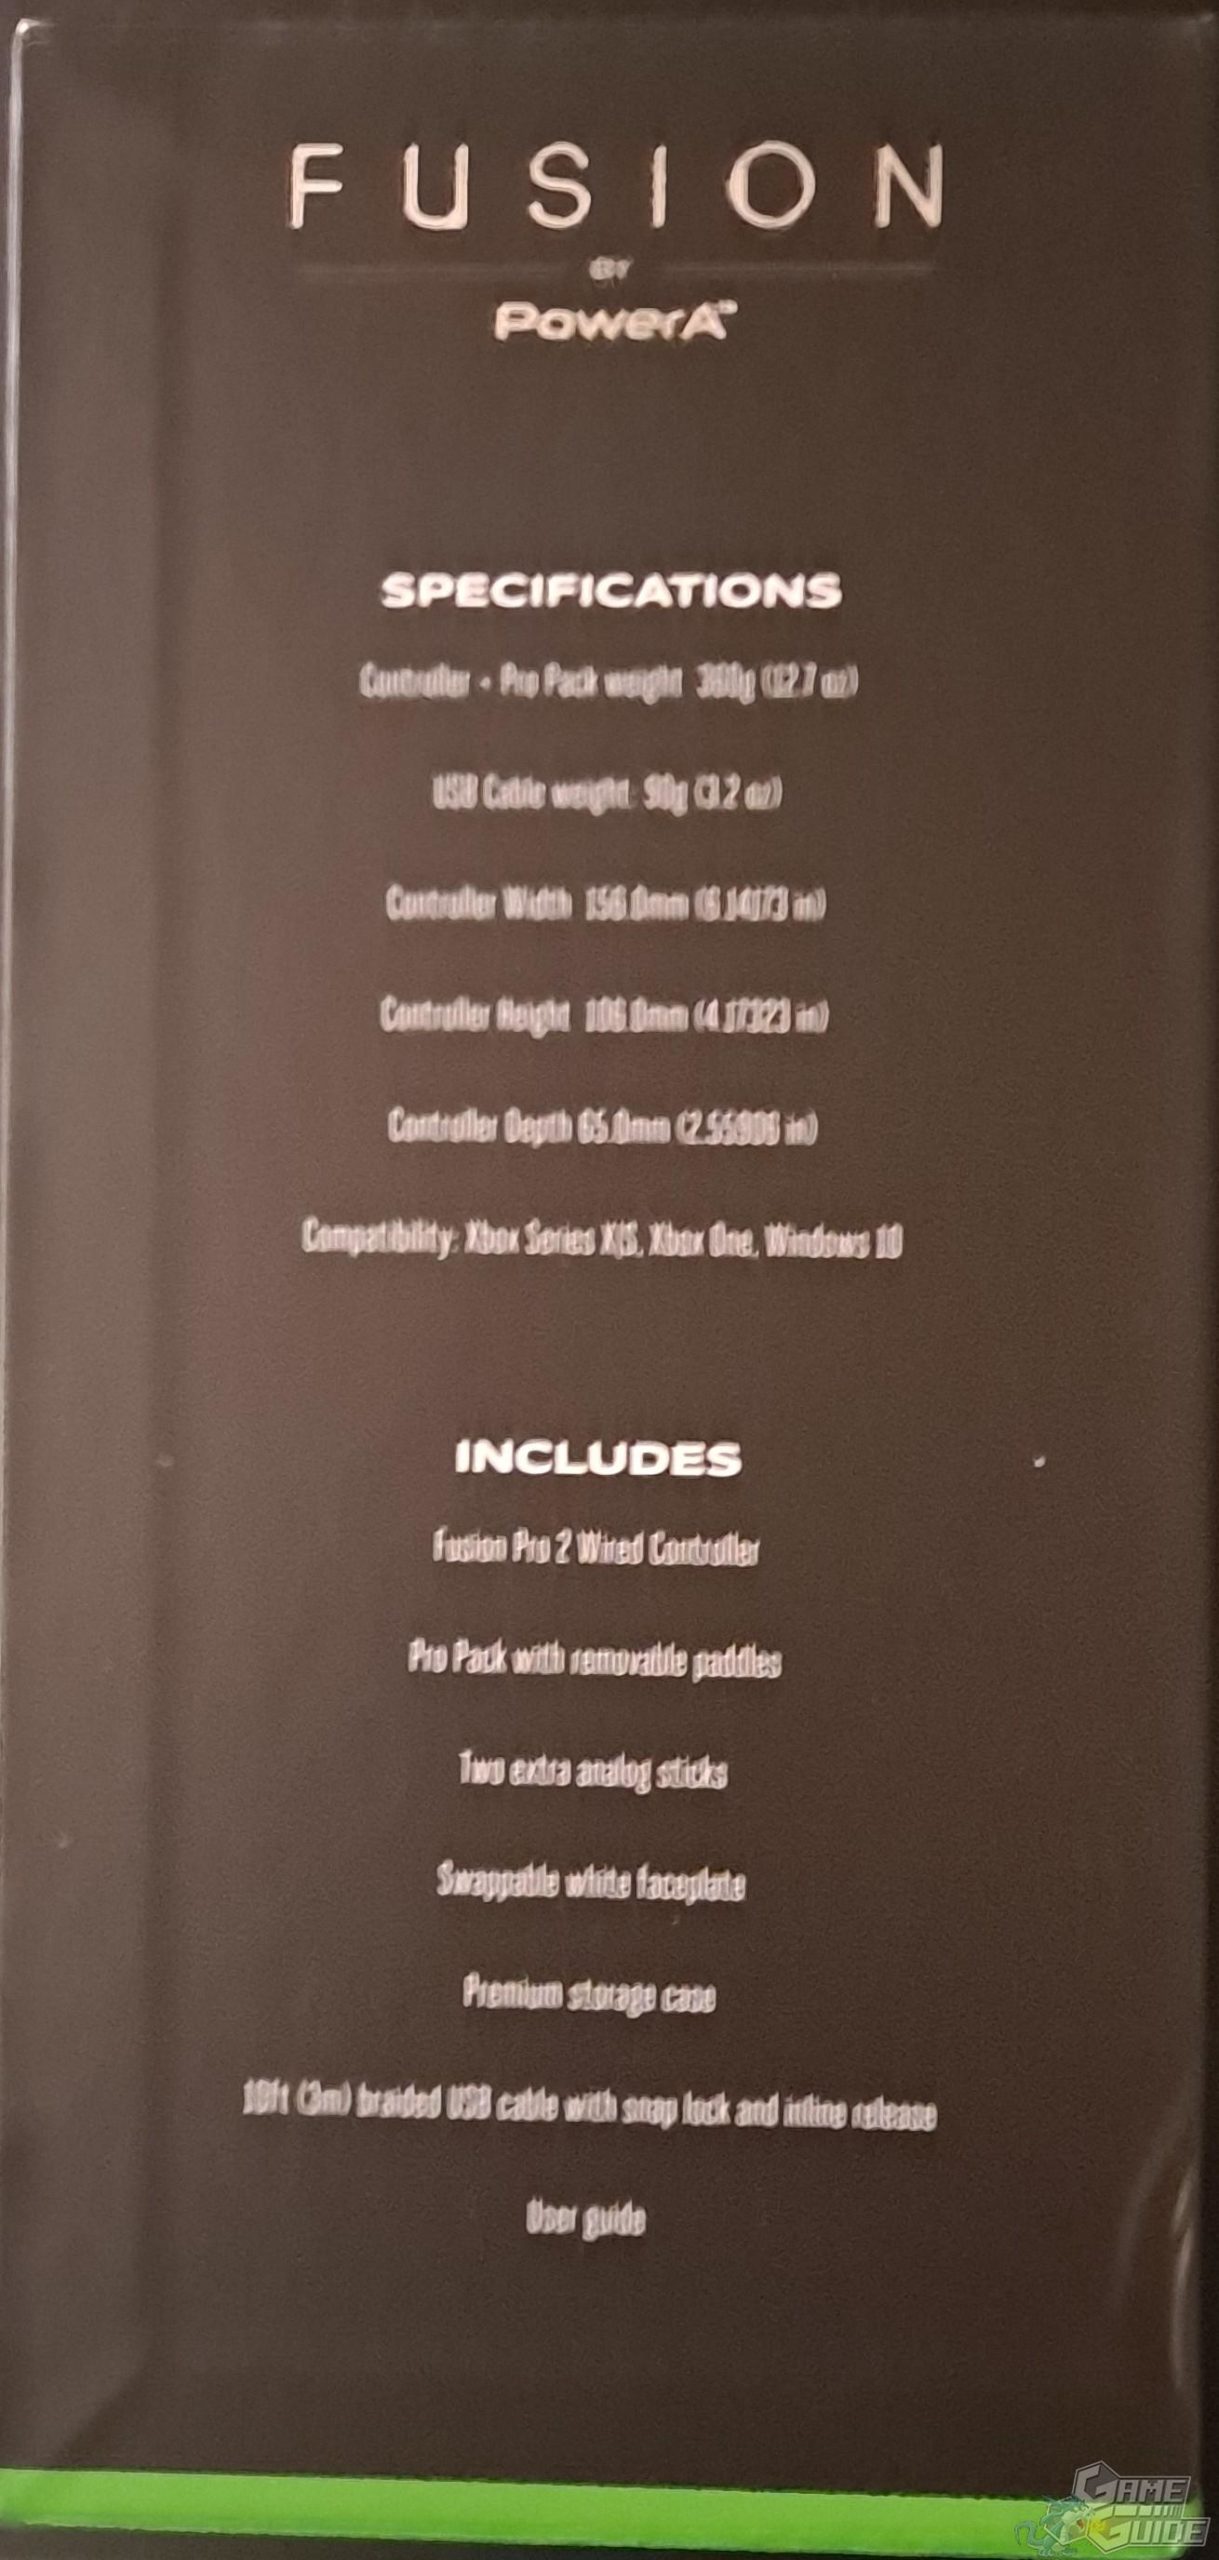 FUSION
BY
PowerA™
SPECIFICATIONS
Controller + Pro Pack weight (12.7 oz)
USB Cable weight: 90g (3.2 oz)
Controller Width 156.0mm (6.14173 in)
Controller Height 106.0mm (4.17323 in)
Controller Depth 65.0mm (2.55906 in)
Compatibility: Xbox Series X|S, Xbox One, Windows 10
INCLUDES
Fusion Pro 2 Wired Controller
Pro Pack with removable paddles
Two extra analog sticks
Swappable white faceplate
Premium storage case
10ft (3m) braided USB cable with snap lock and inline release
User guide
GAME
GUIDE